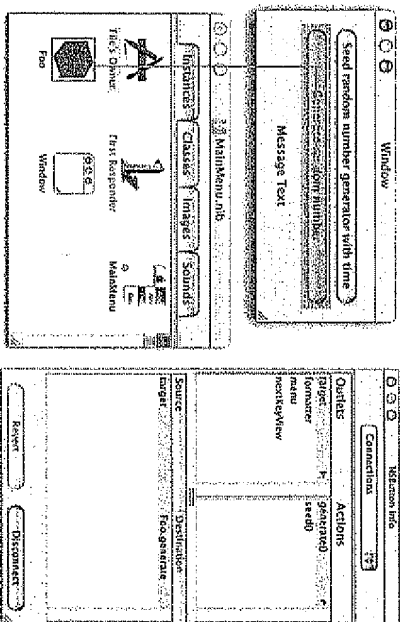 Window
Seed random number generator with time
Message Text
MainMenu.nib
Instances Classes Images Sounds
File's Owner First Responder MainMenu
Foo Window
NSButton Info
Connections
Outlets Actions
target generate()
formatter seed()
menu
nextKeyView
Source Destination
target Foo.generate
Revert Disconnect